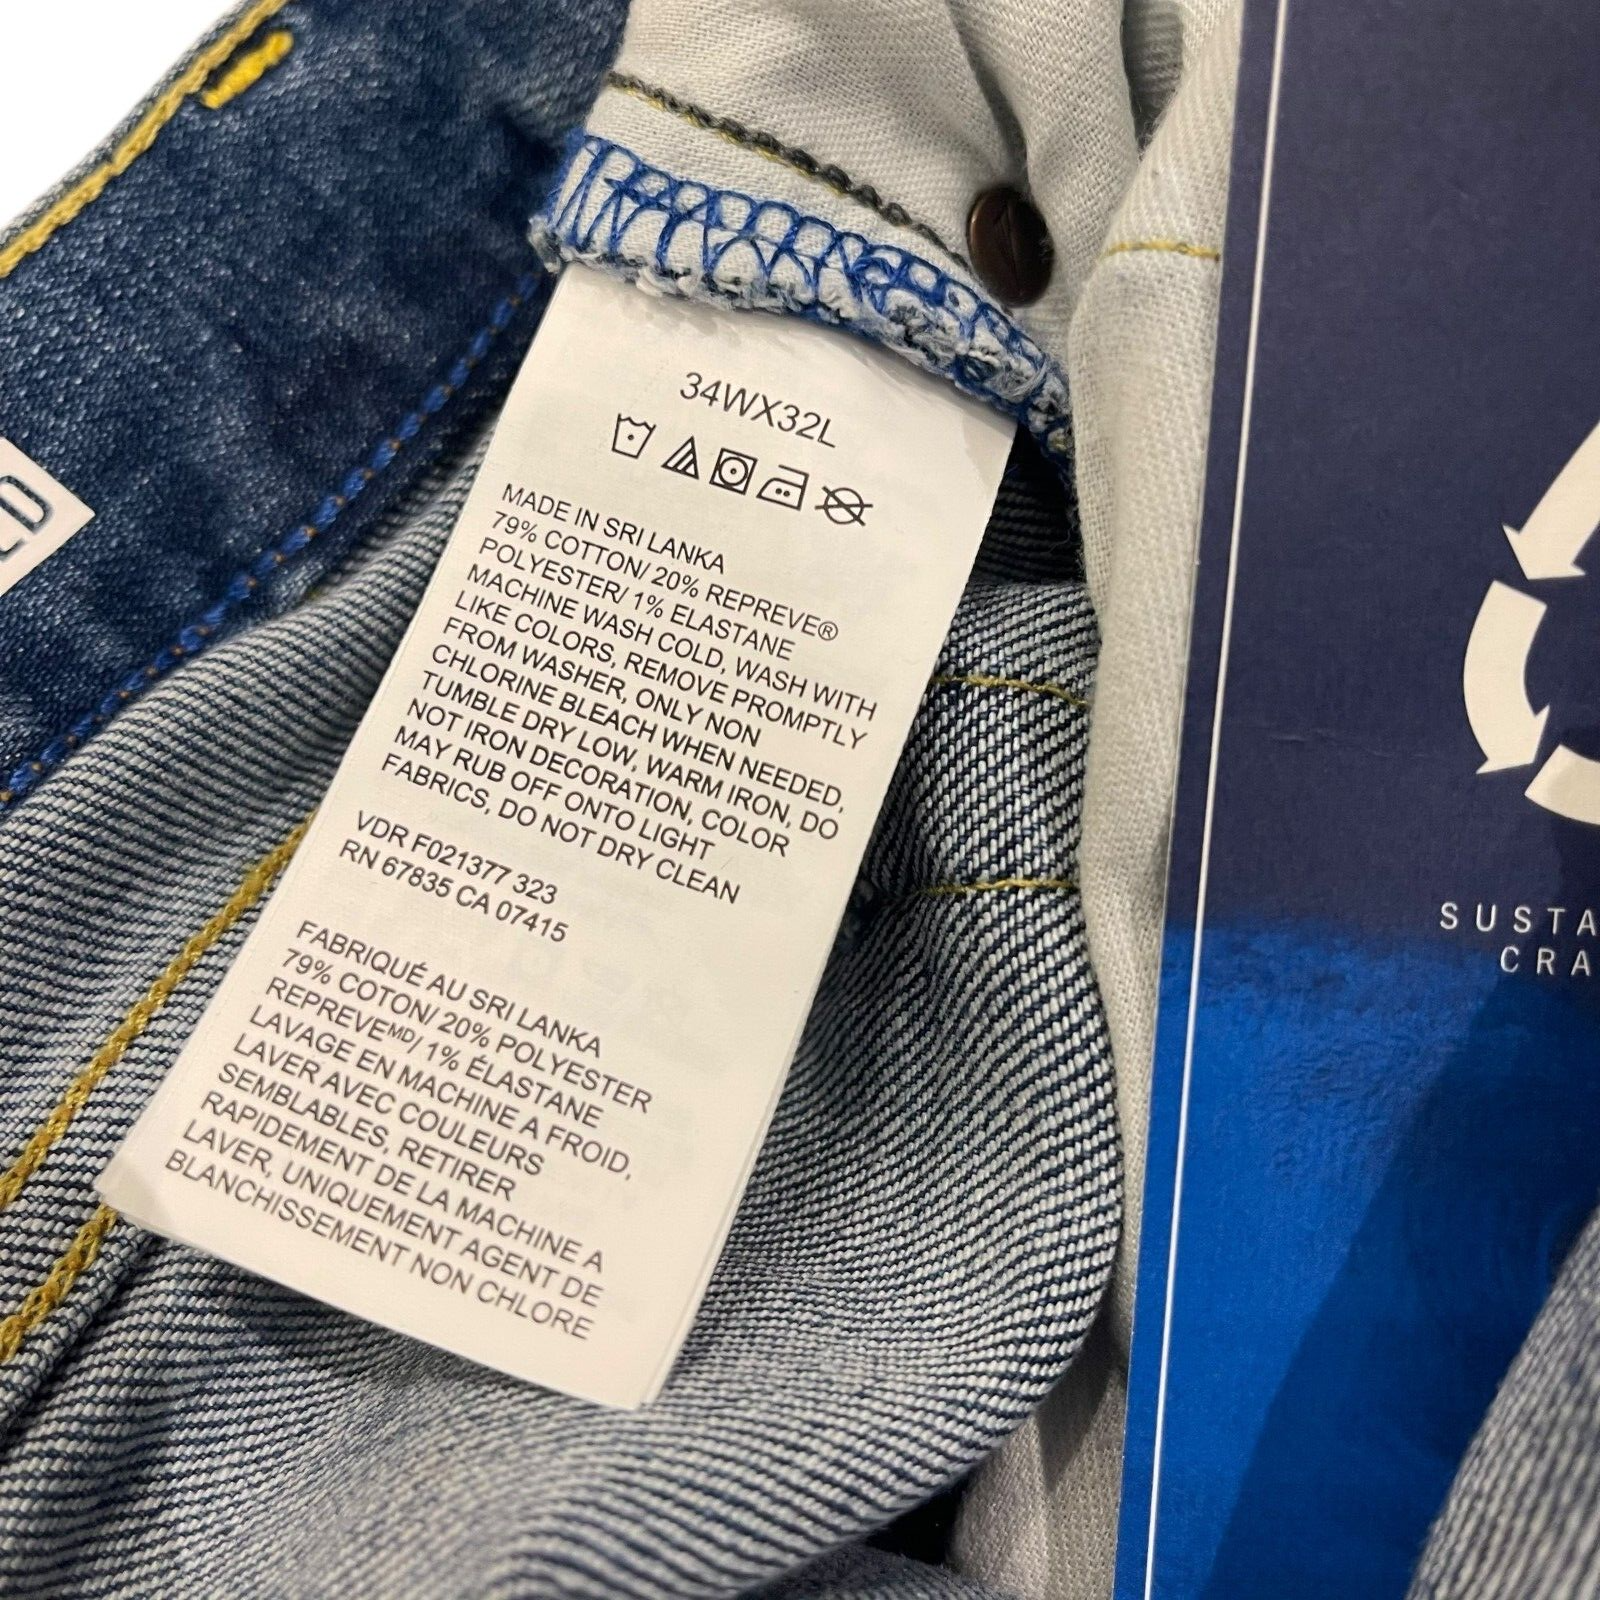 34WX32L
MADE IN SRI LANKA
79% COTTON/ 20% REPREVE®
POLYESTER/ 1% ELASTANE
MACHINE WASH COLD, WASH WITH
LIKE COLORS, REMOVE PROMPTLY
FROM WASHER, ONLY NON
CHLORINE BLEACH WHEN NEEDED,
TUMBLE DRY LOW, WARM IRON, DO
NOT IRON DECORATION, COLOR
MAY RUB OFF ONTO LIGHT
FABRICS, DO NOT DRY CLEAN
VDR F021377 323
RN 67835 CA 07415
FABRIQUÉ AU SRI LANKA
79% COTON/ 20% POLYESTER
REPREVEᴹᴰ/ 1% ÉLASTANE
LAVAGE EN MACHINE A FROID,
LAVER AVEC COULEURS
SEMBLABLES, RETIRER
RAPIDEMENT DE LA MACHINE A
LAVER, UNIQUEMENT AGENT DE
BLANCHISSEMENT NON CHLORE
SUSTA
CRA